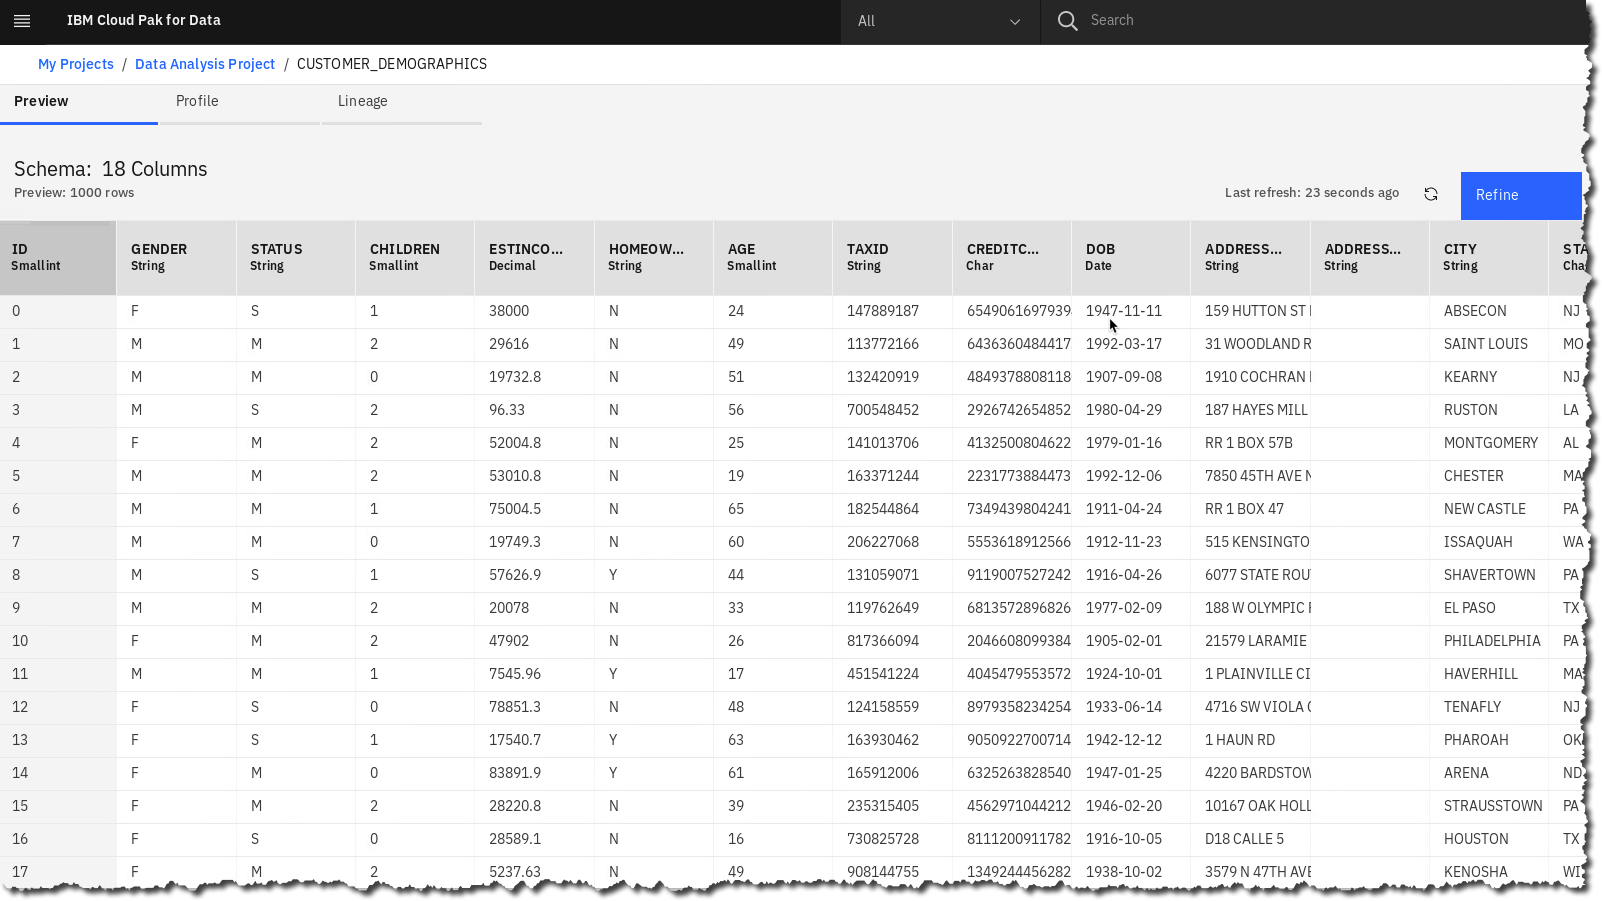 IBM Cloud Pak for Data All Search
My Projects / Data Analysis Project / CUSTOMER_DEMOGRAPHICS
Preview Profile Lineage
Schema: 18 Columns
Preview: 1000 rows Last refresh: 23 seconds ago Refine
ID GENDER STATUS CHILDREN ESTINCO... HOMEOW... AGE TAXID CREDITC... DOB ADDRESS... ADDRESS... CITY STA
Smallint String String Smallint Decimal String Smallint String Char Date String String String Cha
0 F S 1 38000 N 24 147889187 6549061697939 1947-11-11 159 HUTTON ST ABSECON NJ
1 M M 2 29616 N 49 113772166 6436360484417 1992-03-17 31 WOODLAND R SAINT LOUIS MO
2 M M 0 19732.8 N 51 132420919 4849378808118 1907-09-08 1910 COCHRAN KEARNY NJ
3 M S 2 96.33 N 56 700548452 2926742654852 1980-04-29 187 HAYES MILL RUSTON LA
4 F M 2 52004.8 N 25 141013706 4132500804622 1979-01-16 RR 1 BOX 57B MONTGOMERY AL
5 M M 2 53010.8 N 19 163371244 2231773884473 1992-12-06 7850 45TH AVE N CHESTER MA
6 M M 1 75004.5 N 65 182544864 7349439804241 1911-04-24 RR 1 BOX 47 NEW CASTLE PA
7 M M 0 19749.3 N 60 206227068 5553618912566 1912-11-23 515 KENSINGTO ISSAQUAH WA
8 M S 1 57626.9 Y 44 131059071 9119007527242 1916-04-26 6077 STATE ROU SHAVERTOWN PA
9 M M 2 20078 N 33 119762649 6813572896826 1977-02-09 188 W OLYMPIC EL PASO TX
10 F M 2 47902 N 26 817366094 2046608099384 1905-02-01 21579 LARAMIE PHILADELPHIA PA
11 M M 1 7545.96 Y 17 451541224 4045479553572 1924-10-01 1 PLAINVILLE CI HAVERHILL MA
12 F S 0 78851.3 N 48 124158559 8979358234254 1933-06-14 4716 SW VIOLA TENAFLY NJ
13 F S 1 17540.7 Y 63 163930462 9050922700714 1942-12-12 1 HAUN RD PHAROAH OK
14 F M 0 83891.9 Y 61 165912006 6325263828540 1947-01-25 4220 BARDSTOW ARENA ND
15 F M 2 28220.8 N 39 235315405 4562971044212 1946-02-20 10167 OAK HOLL STRAUSSTOWN PA
16 F S 0 28589.1 N 16 730825728 8111200911782 1916-10-05 D18 CALLE 5 HOUSTON TX
17 F M 2 5237.63 N 49 908144755 1349244456282 1938-10-02 3579 N 47TH AVE KENOSHA WI